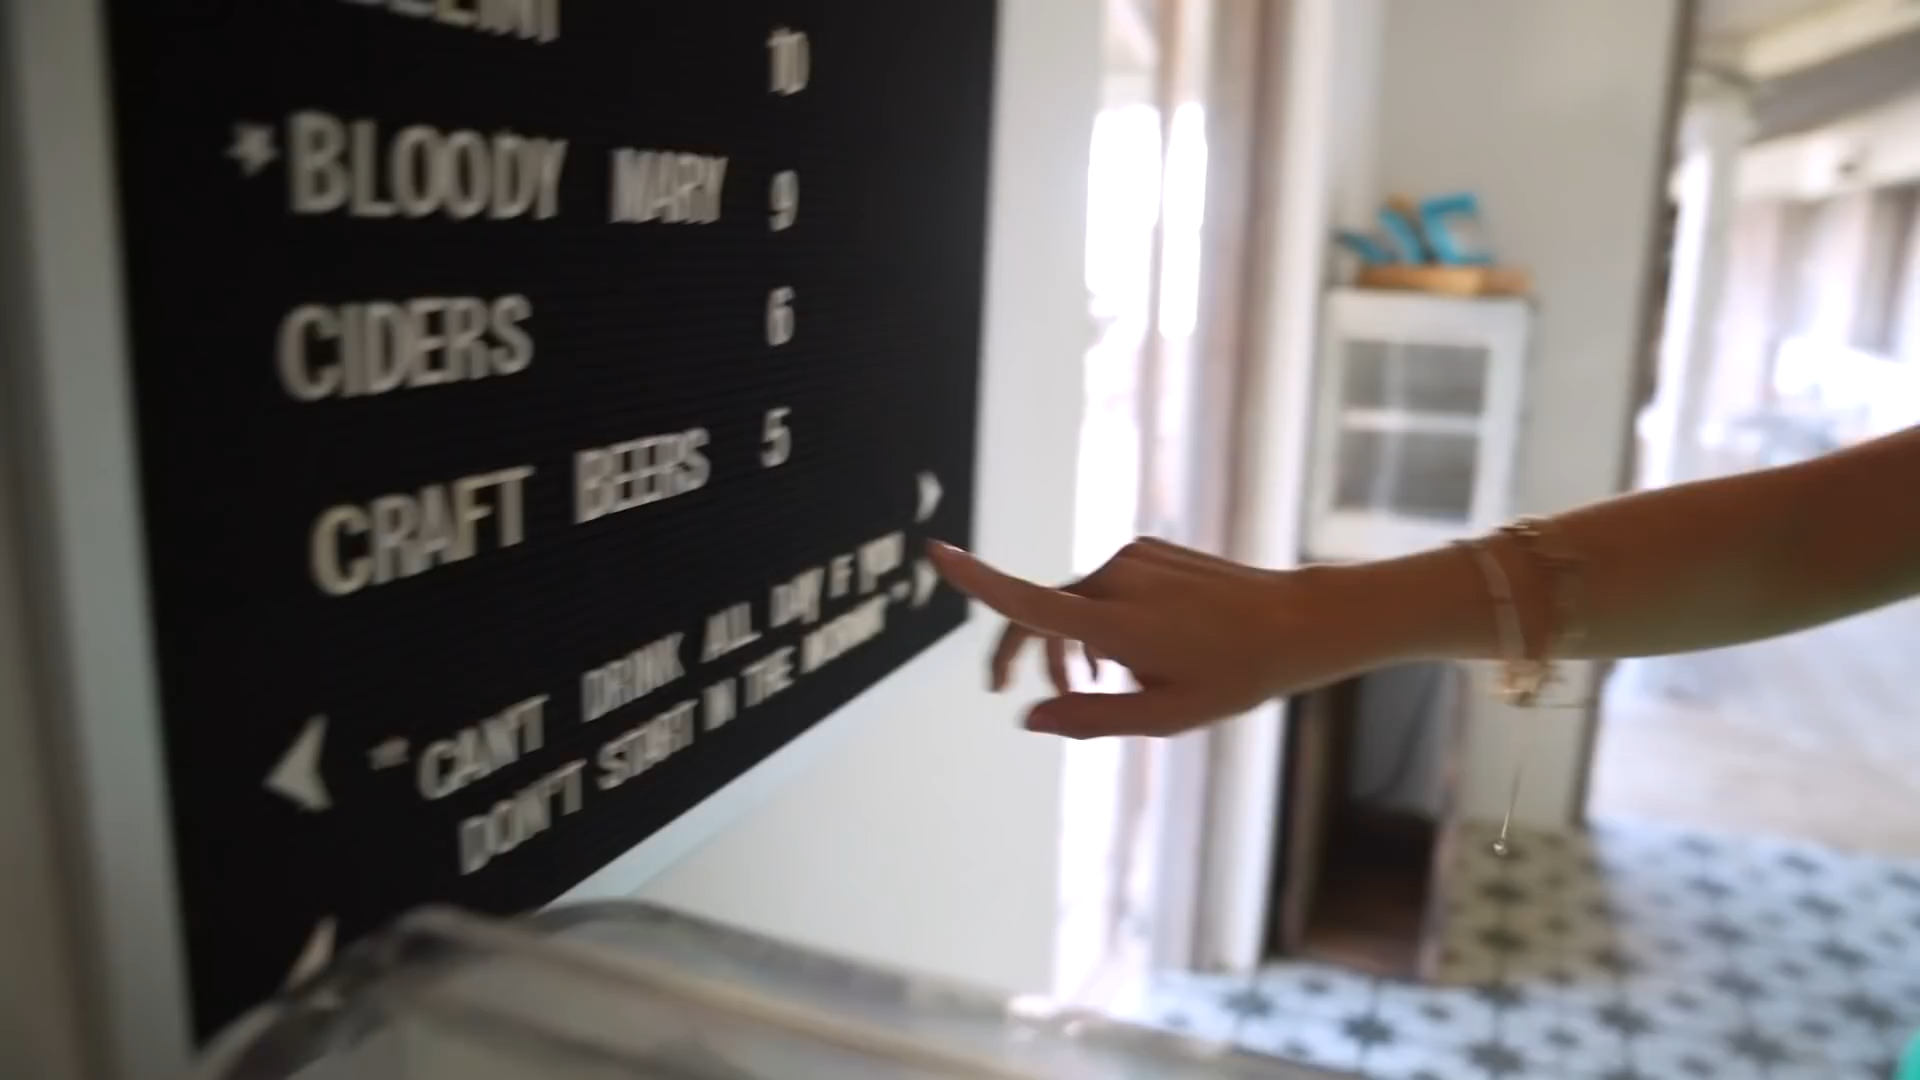 10
*BLOODY MARY 9
CIDERS 6
CRAFT BEERS 5
"CAN'T DRINK ALL DAY IF YOU
DON'T START IN THE MORNING"